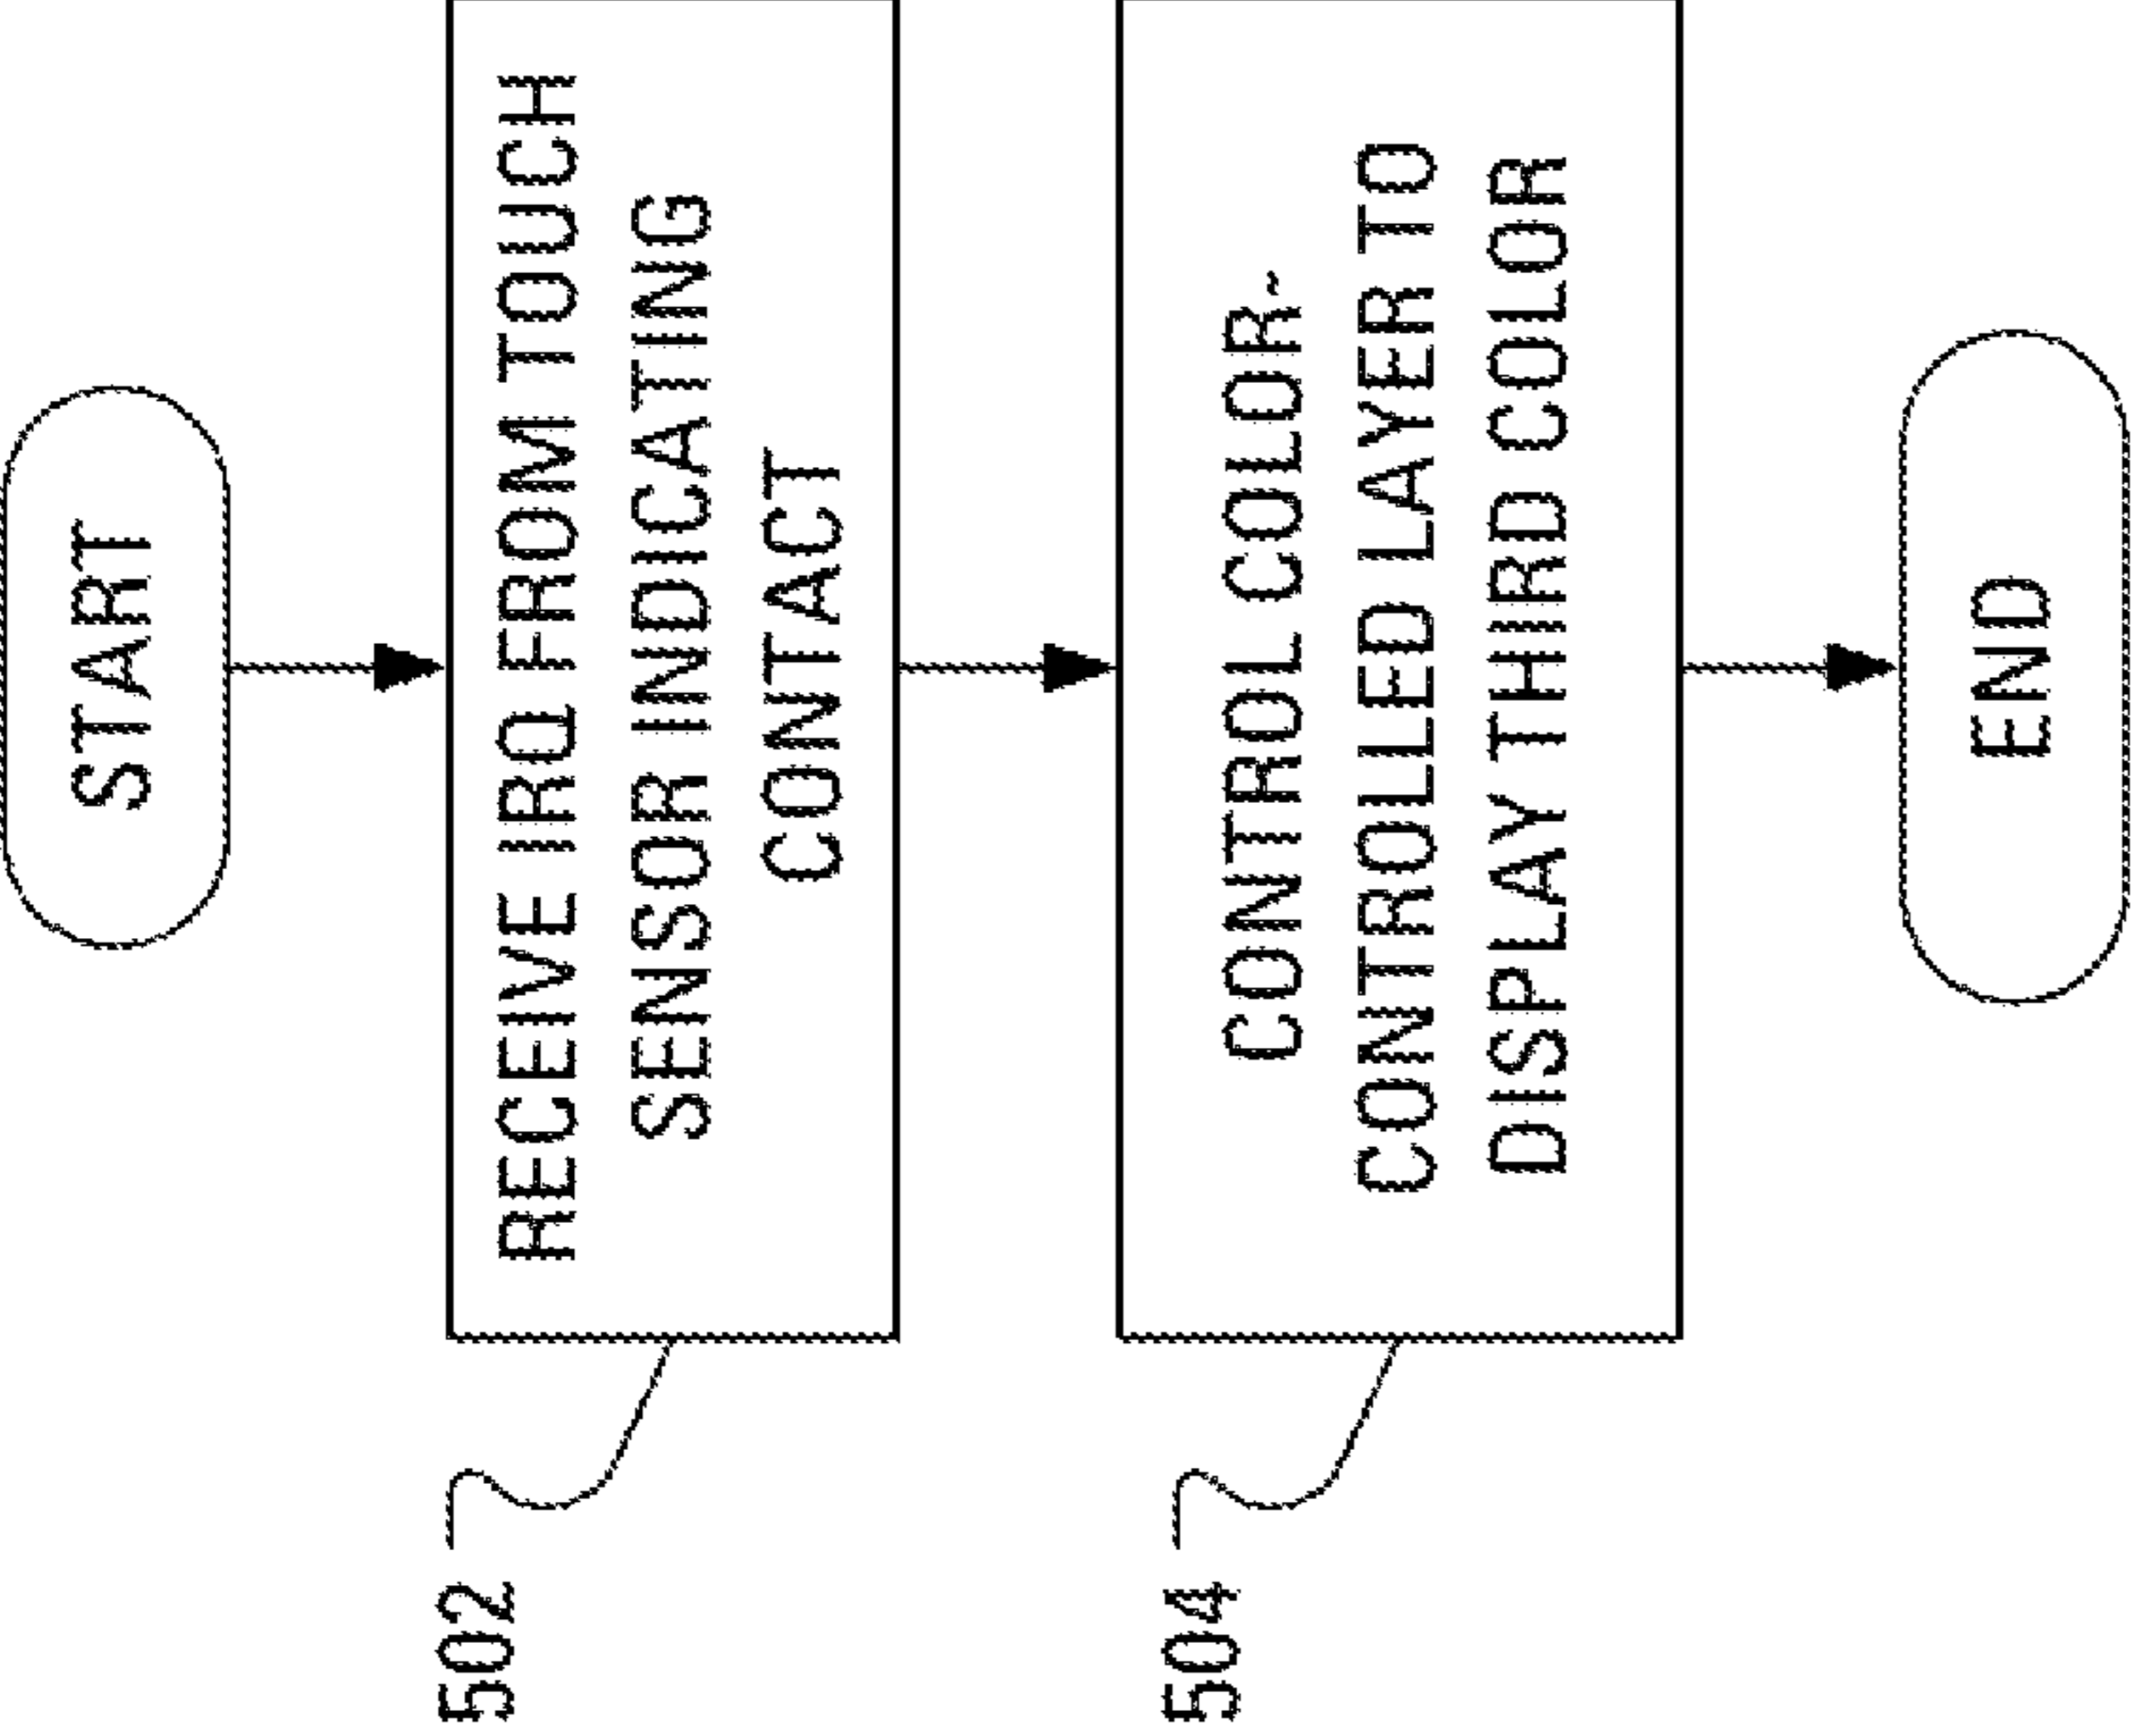 START
502
RECEIVE IRQ FROM TOUCH
SENSOR INDICATING
CONTACT
504
CONTROL COLOR-
CONTROLLED LAYER TO
DISPLAY THIRD COLOR
END